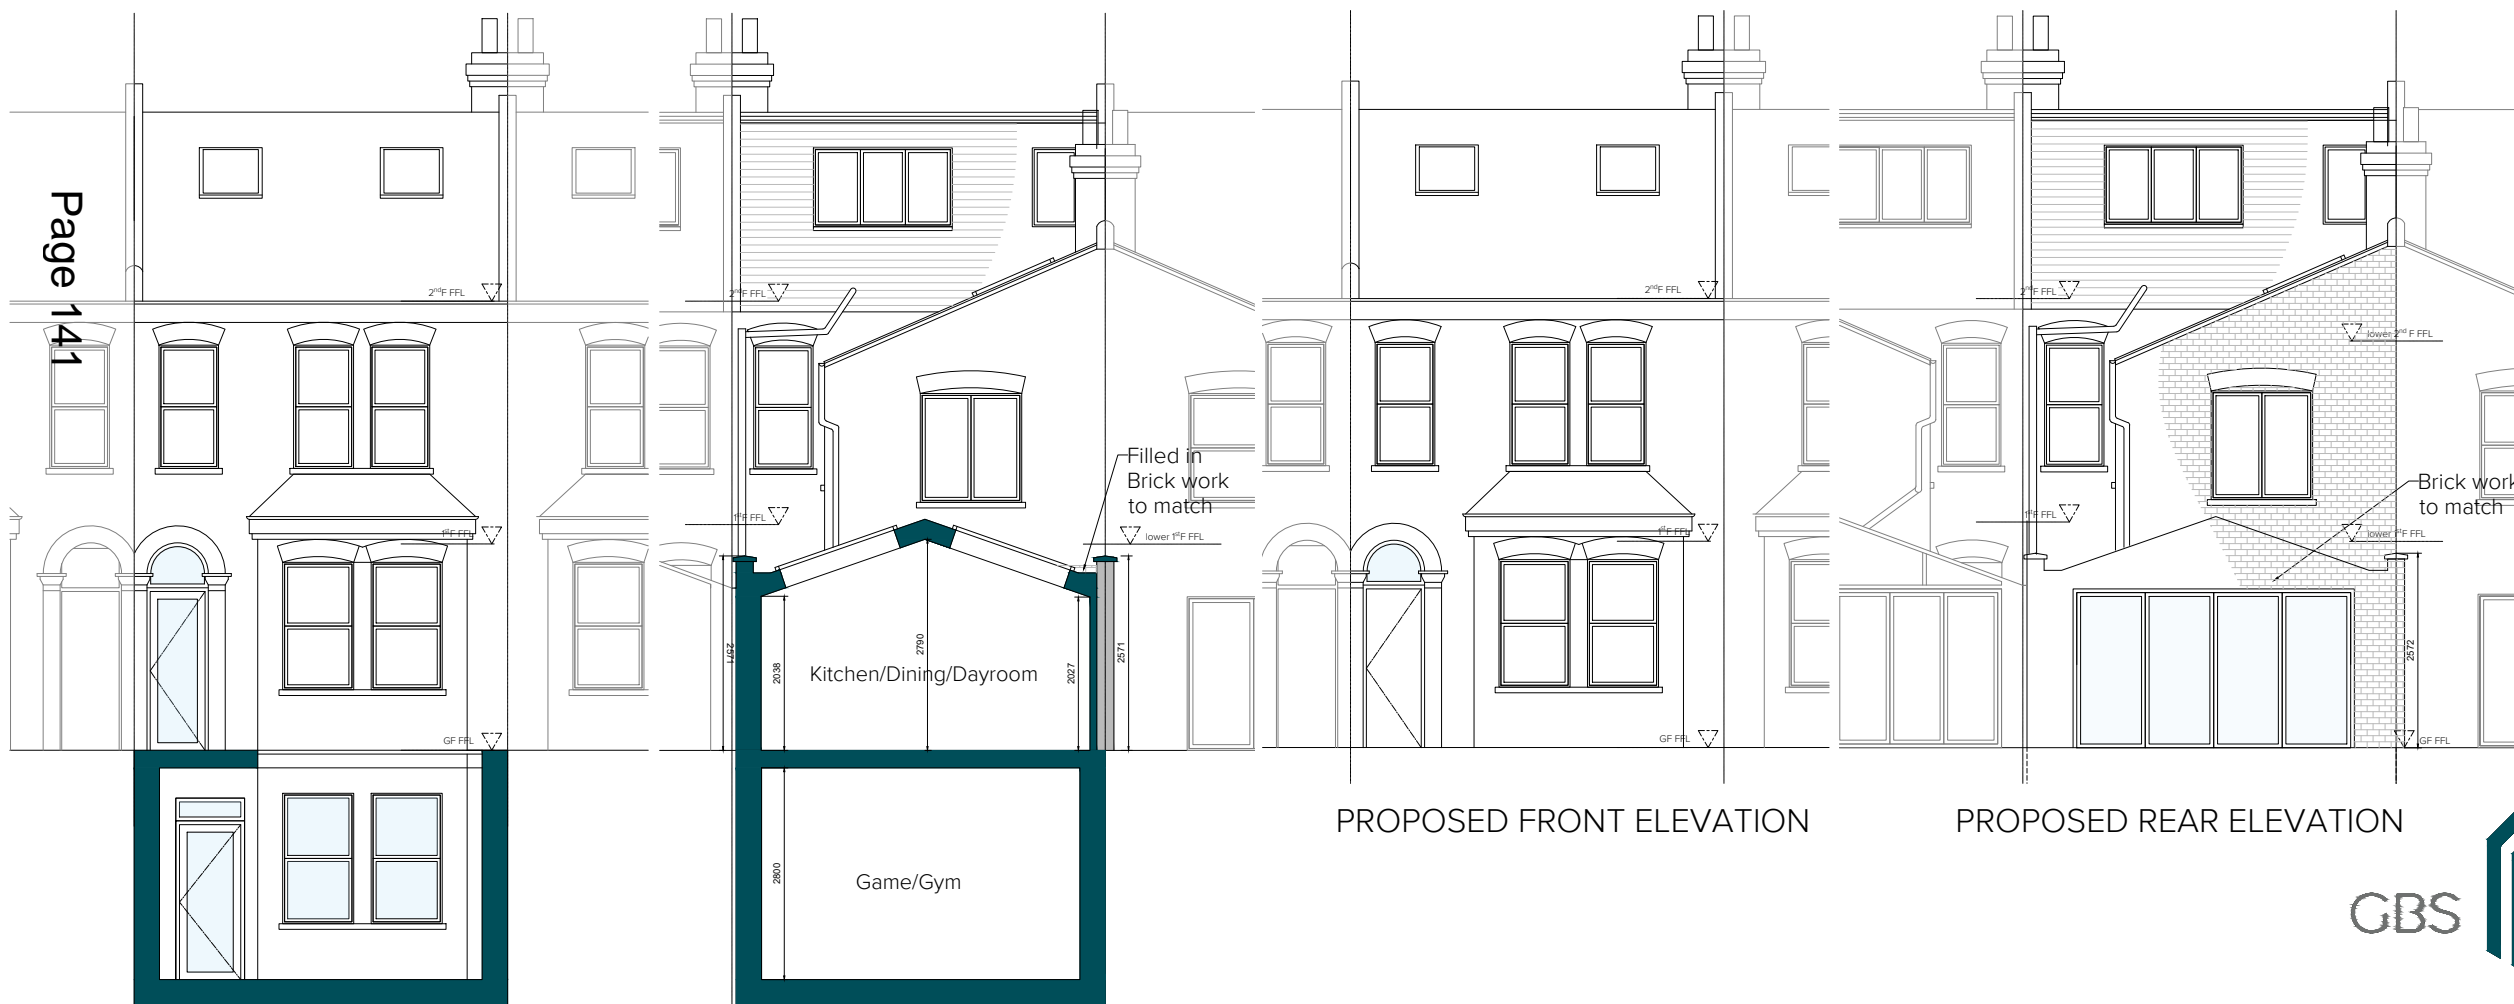 Page 141
2ndF FFL
1stF FFL
GF FFL
2ndF FFL
1stF FFL
Filled in
Brick work
to match
lower 1stF FFL
2571
2038
2790
2027
2571
Kitchen/Dining/Dayroom
2800
Game/Gym
2ndF FFL
1stF FFL
GF FFL
PROPOSED FRONT ELEVATION
2ndF FFL
lower 2nd F FFL
1stF FFL
Brick work
to match
lower 1stF FFL
2572
GF FFL
PROPOSED REAR ELEVATION
GBS